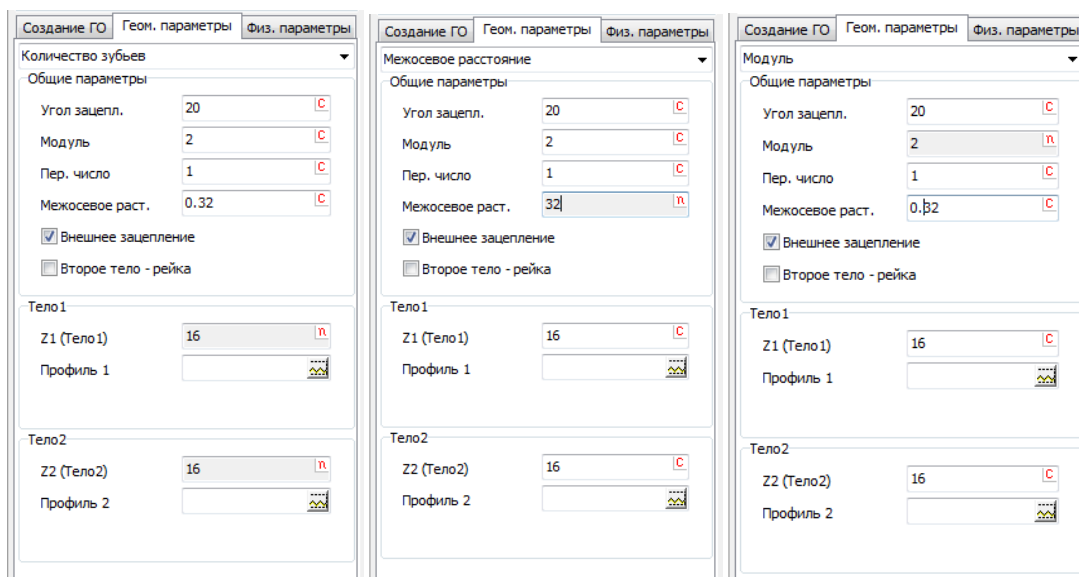 Создание ГО Геом. параметры Физ. параметры
Количество зубьев
Общие параметры
Угол зацепл. 20 C
Модуль 2 C
Пер. число 1 C
Межосевое раст. 0.32 C
Внешнее зацепление
Второе тело - рейка
Тело1
Z1 (Тело1) 16 n
Профиль 1
Тело2
Z2 (Тело2) 16 n
Профиль 2
Создание ГО Геом. параметры Физ. параметры
Межосевое расстояние
Общие параметры
Угол зацепл. 20 C
Модуль 2 C
Пер. число 1 C
Межосевое раст. 32 n
Внешнее зацепление
Второе тело - рейка
Тело1
Z1 (Тело1) 16 C
Профиль 1
Тело2
Z2 (Тело2) 16 C
Профиль 2
Создание ГО Геом. параметры Физ. параметры
Модуль
Общие параметры
Угол зацепл. 20 C
Модуль 2 n
Пер. число 1 C
Межосевое раст. 0.32 C
Внешнее зацепление
Второе тело - рейка
Тело1
Z1 (Тело1) 16 C
Профиль 1
Тело2
Z2 (Тело2) 16 C
Профиль 2